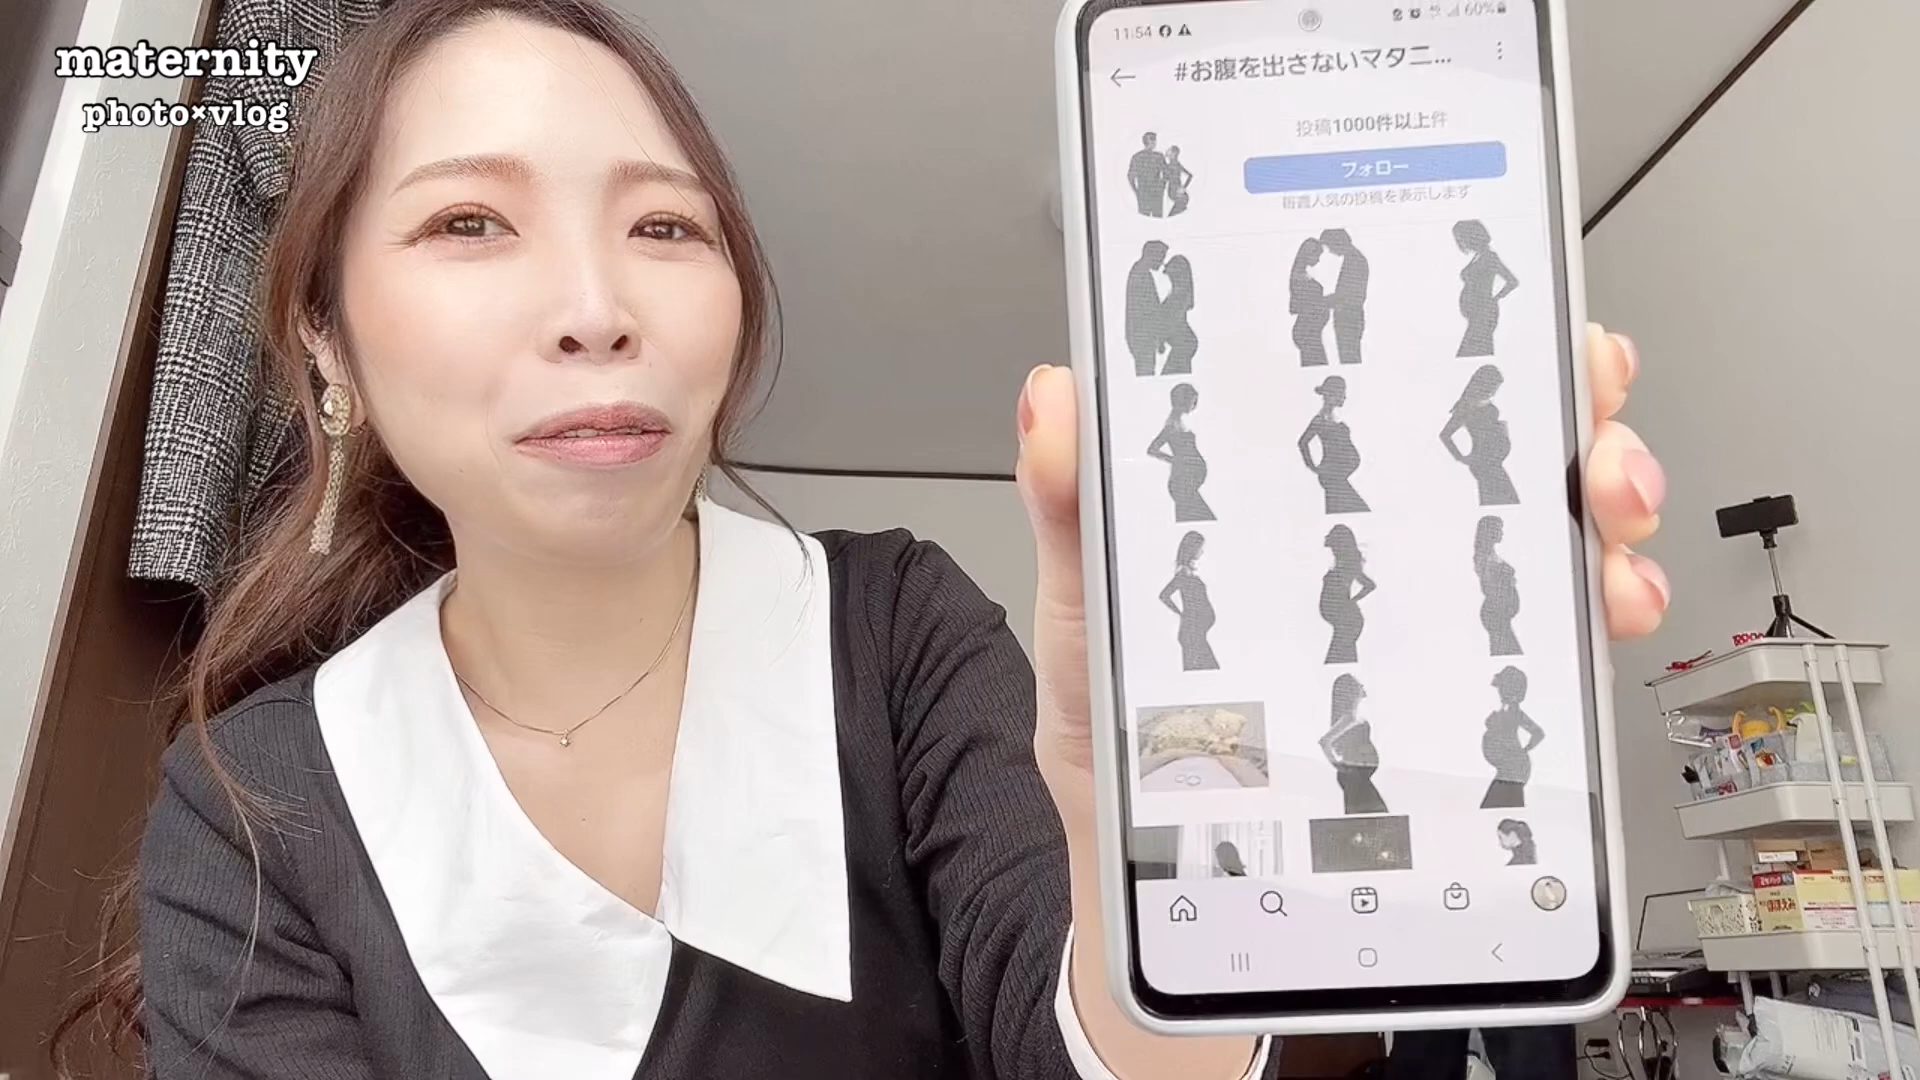 maternity
photo×vlog
11:54
60%
#お腹を出さないマタニ...
投稿1000件以上件
フォロー
毎週人気の投稿を表示します